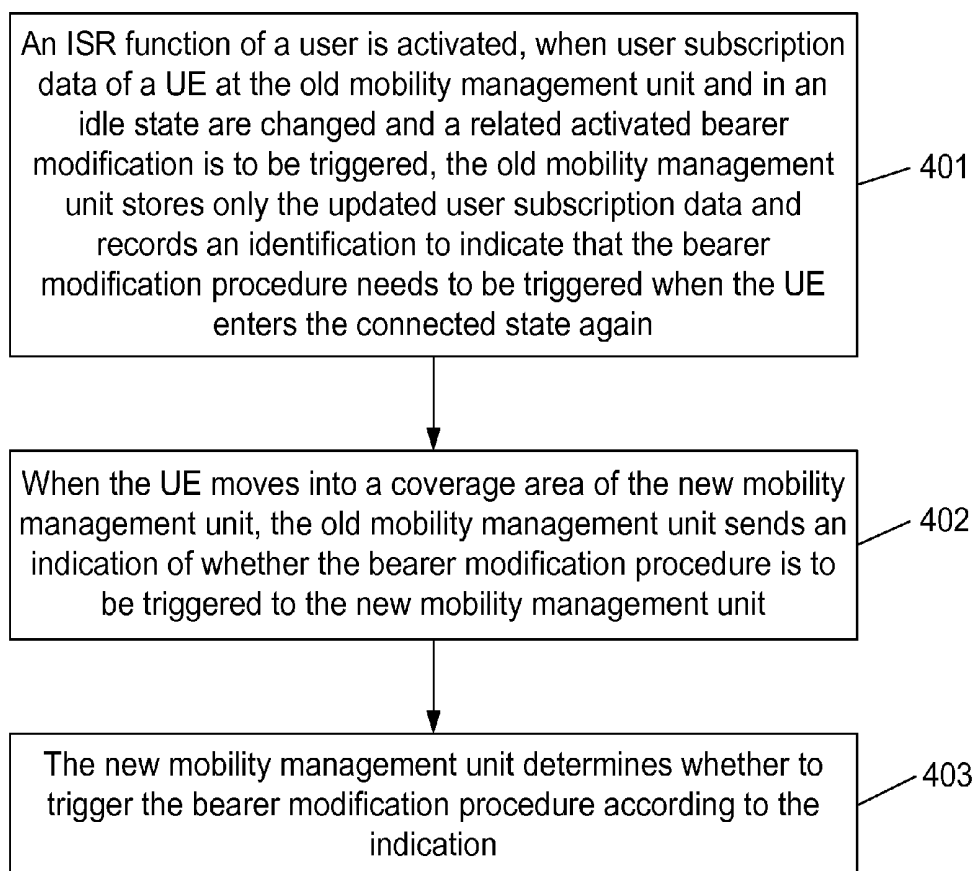 An ISR function of a user is activated, when user subscription
data of a UE at the old mobility management unit and in an
idle state are changed and a related activated bearer
modification is to be triggered, the old mobility management
unit stores only the updated user subscription data and
records an identification to indicate that the bearer
modification procedure needs to be triggered when the UE
enters the connected state again
401
When the UE moves into a coverage area of the new mobility
management unit, the old mobility management unit sends an
indication of whether the bearer modification procedure is to
be triggered to the new mobility management unit
402
The new mobility management unit determines whether to
trigger the bearer modification procedure according to the
indication
403